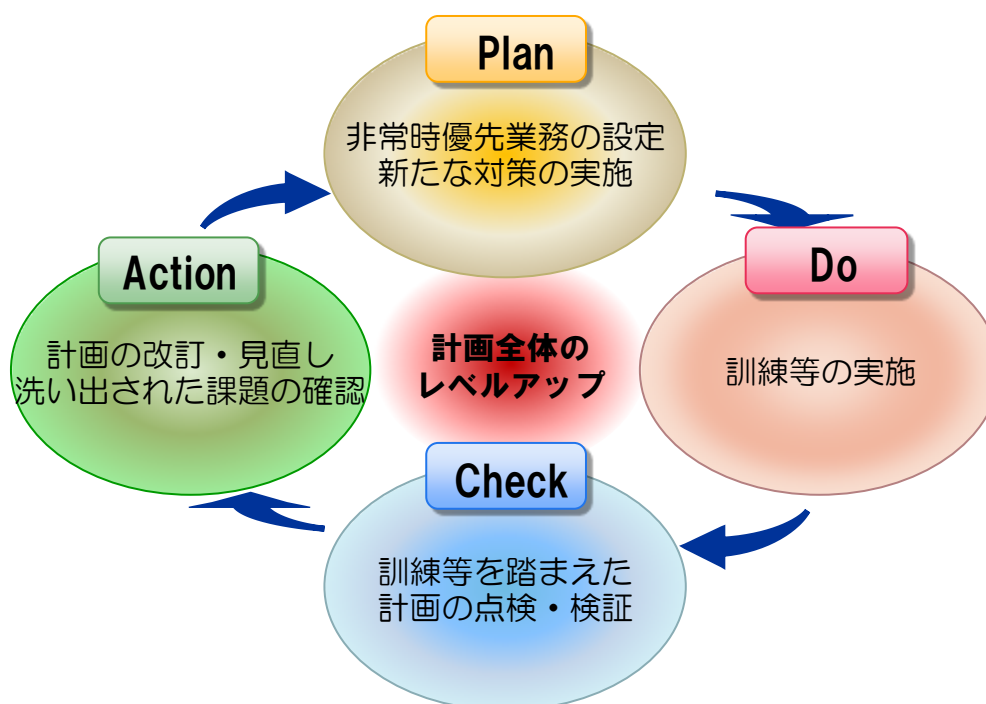 Plan
非常時優先業務の設定
新たな対策の実施
Do
訓練等の実施
Check
訓練等を踏まえた
計画の点検・検証
Action
計画の改訂・見直し
洗い出された課題の確認
計画全体の
レベルアップ